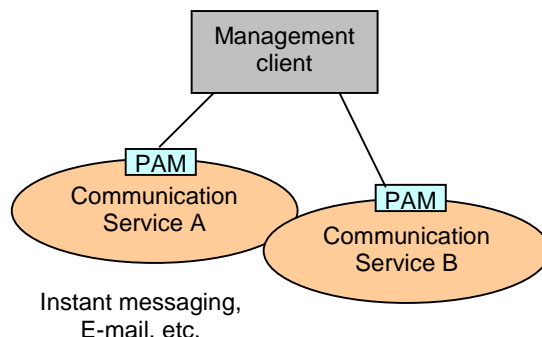 Management
client
PAM
Communication
Service A
PAM
Communication
Service B
Instant messaging,
E-mail, etc.